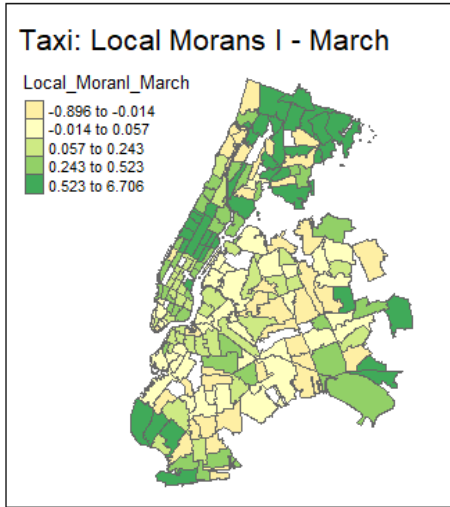 Taxi: Local Morans I - March
Local_MoranI_March
-0.896 to -0.014
-0.014 to 0.057
0.057 to 0.243
0.243 to 0.523
0.523 to 6.706